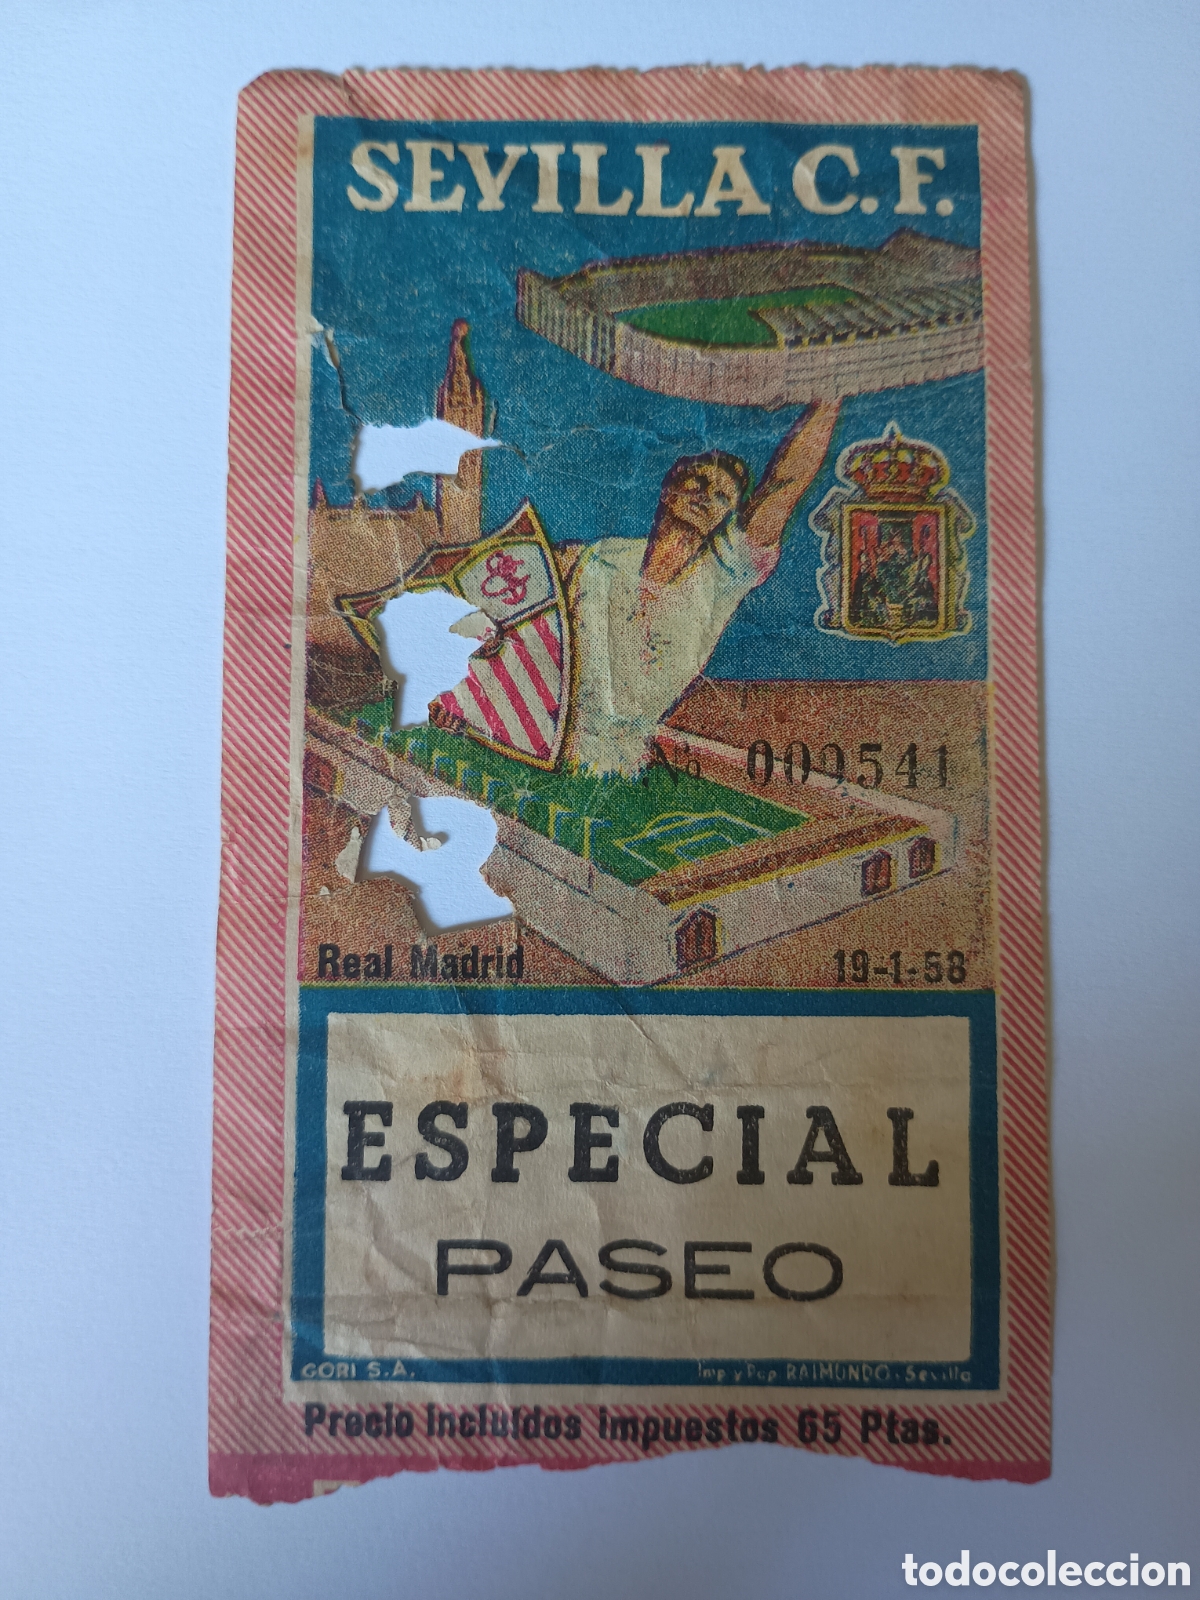 SEVILLA C.F.
Nº 000541
Real Madrid 19-1-58
ESPECIAL
PASEO
GORI S.A. Imp y Pap RAIMUNDO.Sevilla
Precio incluídos impuestos 65 Ptas.
todocoleccion